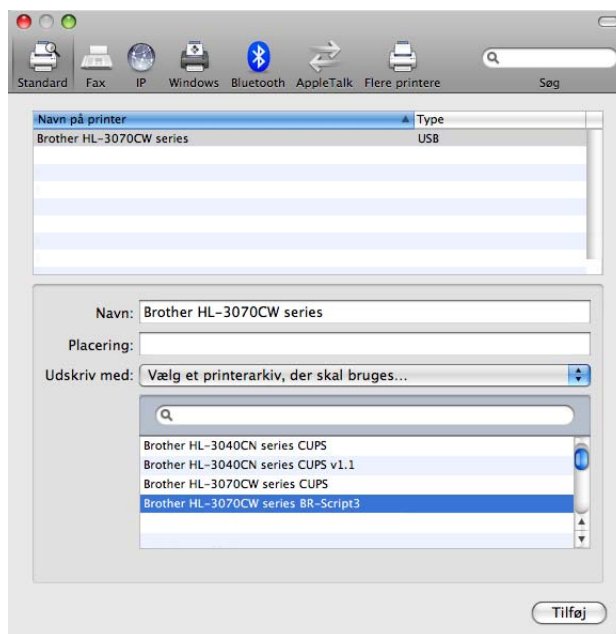 Standard Fax IP Windows Bluetooth AppleTalk Flere printere Søg
Navn på printer Type
Brother HL-3070CW series USB
Navn: Brother HL-3070CW series
Placering:
Udskriv med: Vælg et printerarkiv, der skal bruges...
Brother HL-3040CN series CUPS
Brother HL-3040CN series CUPS v1.1
Brother HL-3070CW series CUPS
Brother HL-3070CW series BR-Script3
Tilføj